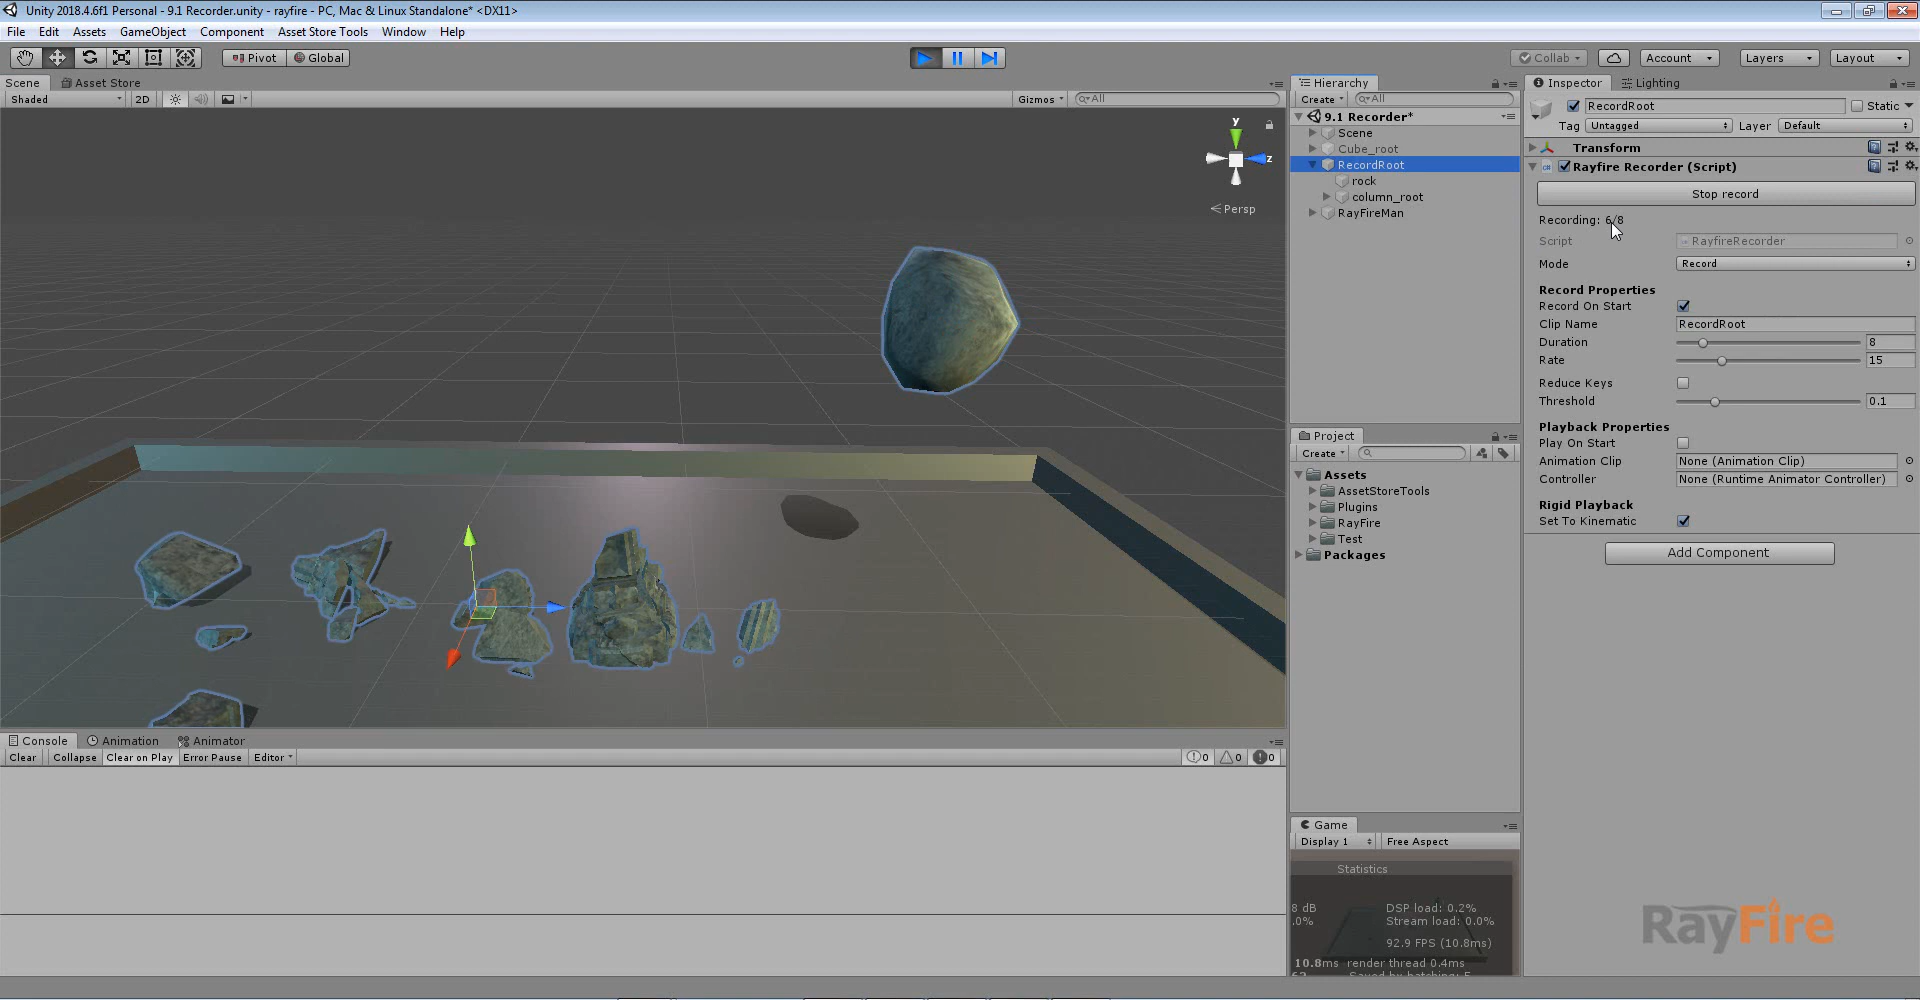 Unity 2018.4.6f1 Personal - 9.1 Recorder.unity - rayfire - PC, Mac & Linux Standalone* <DX11>
File Edit Assets GameObject Component Asset Store Tools Window Help
Pivot Global Collab Account Layers Layout
Scene Asset Store
Shaded 2D Gizmos All
y
z
Persp
Hierarchy
Create All
9.1 Recorder*
Scene
Cube_root
RecordRoot
rock
column_root
RayFireMan
Project
Create
Assets
AssetStoreTools
Plugins
RayFire
Test
Packages
Game
Display 1 Free Aspect
Statistics
8 dB DSP load: 0.2%
.0% Stream load: 0.0%
92.9 FPS (10.8ms)
10.8ms render thread 0.4ms
Inspector Lighting
RecordRoot Static
Tag Untagged Layer Default
Transform
Rayfire Recorder (Script)
Stop record
Recording: 6/8
Script RayfireRecorder
Mode Record
Record Properties
Record On Start
Clip Name RecordRoot
Duration 8
Rate 15
Reduce Keys
Threshold 0.1
Playback Properties
Play On Start
Animation Clip None (Animation Clip)
Controller None (Runtime Animator Controller)
Rigid Playback
Set To Kinematic
Add Component
Console Animation Animator
Clear Collapse Clear on Play Error Pause Editor 0 0 0
RayFire